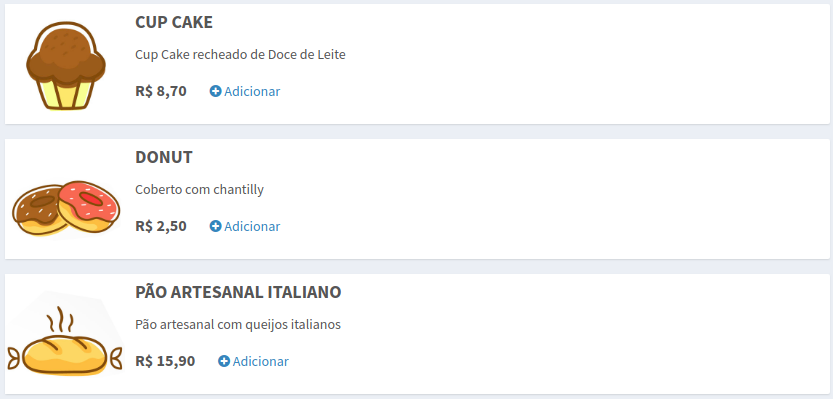 CUP CAKE
Cup Cake recheado de Doce de Leite
R$ 8,70 Adicionar
DONUT
Coberto com chantilly
R$ 2,50 Adicionar
PÃO ARTESANAL ITALIANO
Pão artesanal com queijos italianos
R$ 15,90 Adicionar